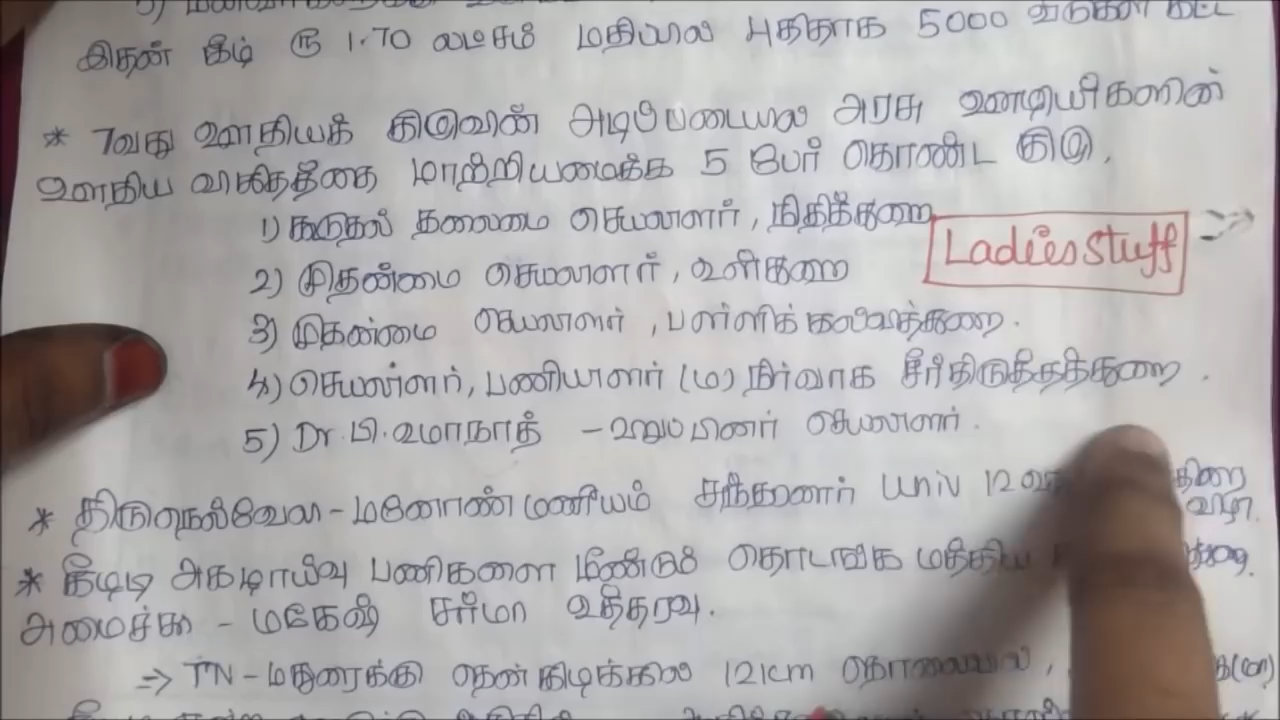 இதன் கீழ் ரூ 1.70 லட்சம் மதிப்பில் புதிதாக 5000 வீடுகள் கட்ட
* 7வது ஊதியக் குழுவின் அடிப்படையில் அரசு ஊழியர்களின்
ஊதிய விகிதத்தை மாற்றியமைக்க 5 பேர் கொண்ட குழு.
1) கூடுதல் தலைமை செயலாளர், நிதித்துறை
Ladies Stuff
2) முதன்மை செயலாளர், உள்துறை
3) முதன்மை செயலாளர், பள்ளிக்கல்வித்துறை.
4) செயலாளர், பணியாளர் (ம) நிர்வாக சீர்திருத்தத்துறை.
5) Dr. பி. உமாநாத் - உறுப்பினர் செயலாளர்.
* திருநெல்வேலி - மனோன்மணியம் சுந்தரனார் Univ 12வது
* கீழடி அகழாய்வு பணிகளை மீண்டும் தொடங்க மத்திய
அமைச்சர் - மகேஷ் சர்மா உத்தரவு.
⇒ TN - மதுரைக்கு தென்கிழக்கில் 12km தொலைவில்,